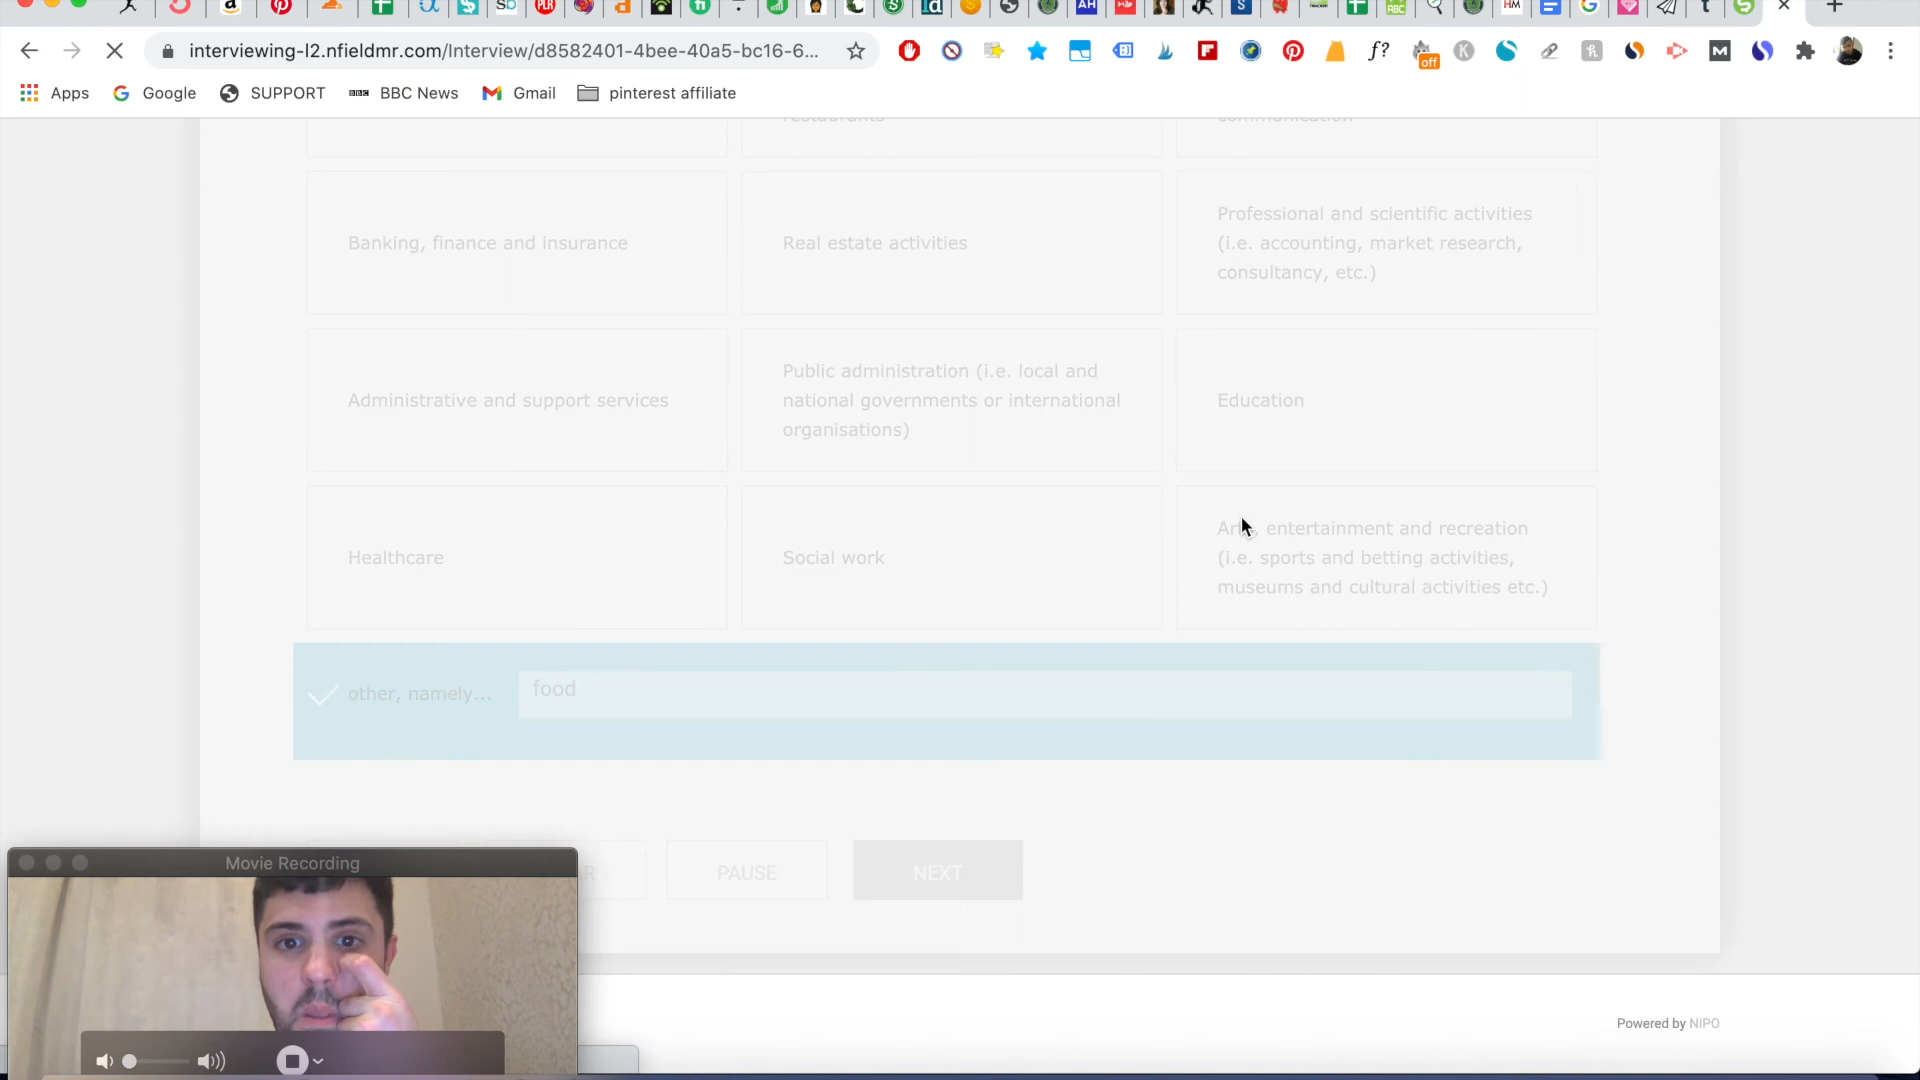 interviewing-l2.nfieldmr.com/Interview/d8582401-4bee-40a5-bc16-6...
off
Apps
Google
SUPPORT
BBC News
Gmail
pinterest affiliate
restaurants
communication
Banking, finance and insurance
Real estate activities
Professional and scientific activities
(i.e. accounting, market research,
consultancy, etc.)
Administrative and support services
Public administration (i.e. local and
national governments or international
organisations)
Education
Healthcare
Social work
entertainment and recreation
(i.e. sports and betting activities,
museums and cultural activities etc.)
other, namely...
food
PAUSE
NEXT
Movie Recording
Powered by NIPO